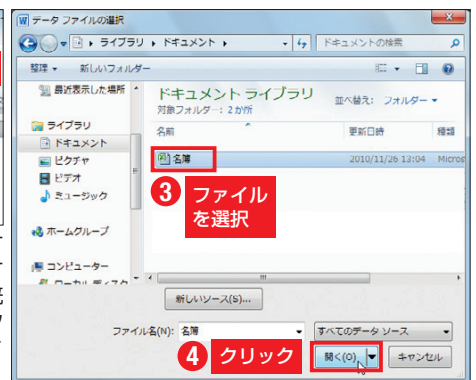 データ ファイルの選択
ライブラリ ▶ ドキュメント ▶
ドキュメントの検索
整理 ▼ 新しいフォルダー
最近表示した場所
ドキュメント ライブラリ
対象フォルダー: 2 か所
並べ替え: フォルダー ▼
ライブラリ
ドキュメント
ピクチャ
ビデオ
ミュージック
名前
更新日時
種類
名簿
2010/11/26 13:04
Micros
3 ファイル
を選択
ホームグループ
コンピューター
ローカル ディスク
新しいソース(S)...
ファイル名(N): 名簿
すべてのデータ ソース
4 クリック
開く(O)
キャンセル